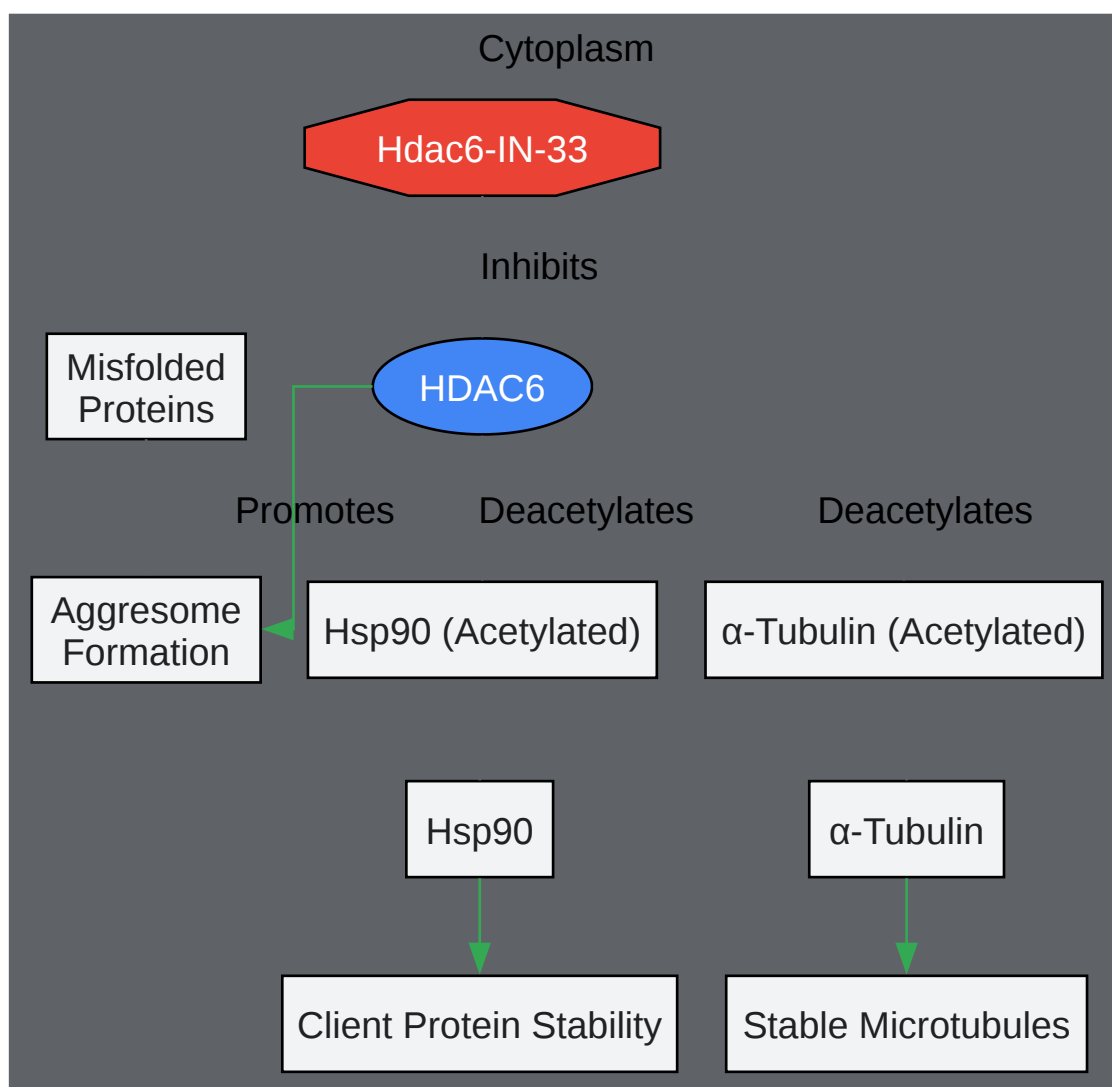 Cytoplasm
Hdac6-IN-33
Inhibits
Misfolded
Proteins
HDAC6
Promotes
Deacetylates
Deacetylates
Aggresome
Formation
Hsp90 (Acetylated)
α-Tubulin (Acetylated)
Hsp90
α-Tubulin
Client Protein Stability
Stable Microtubules